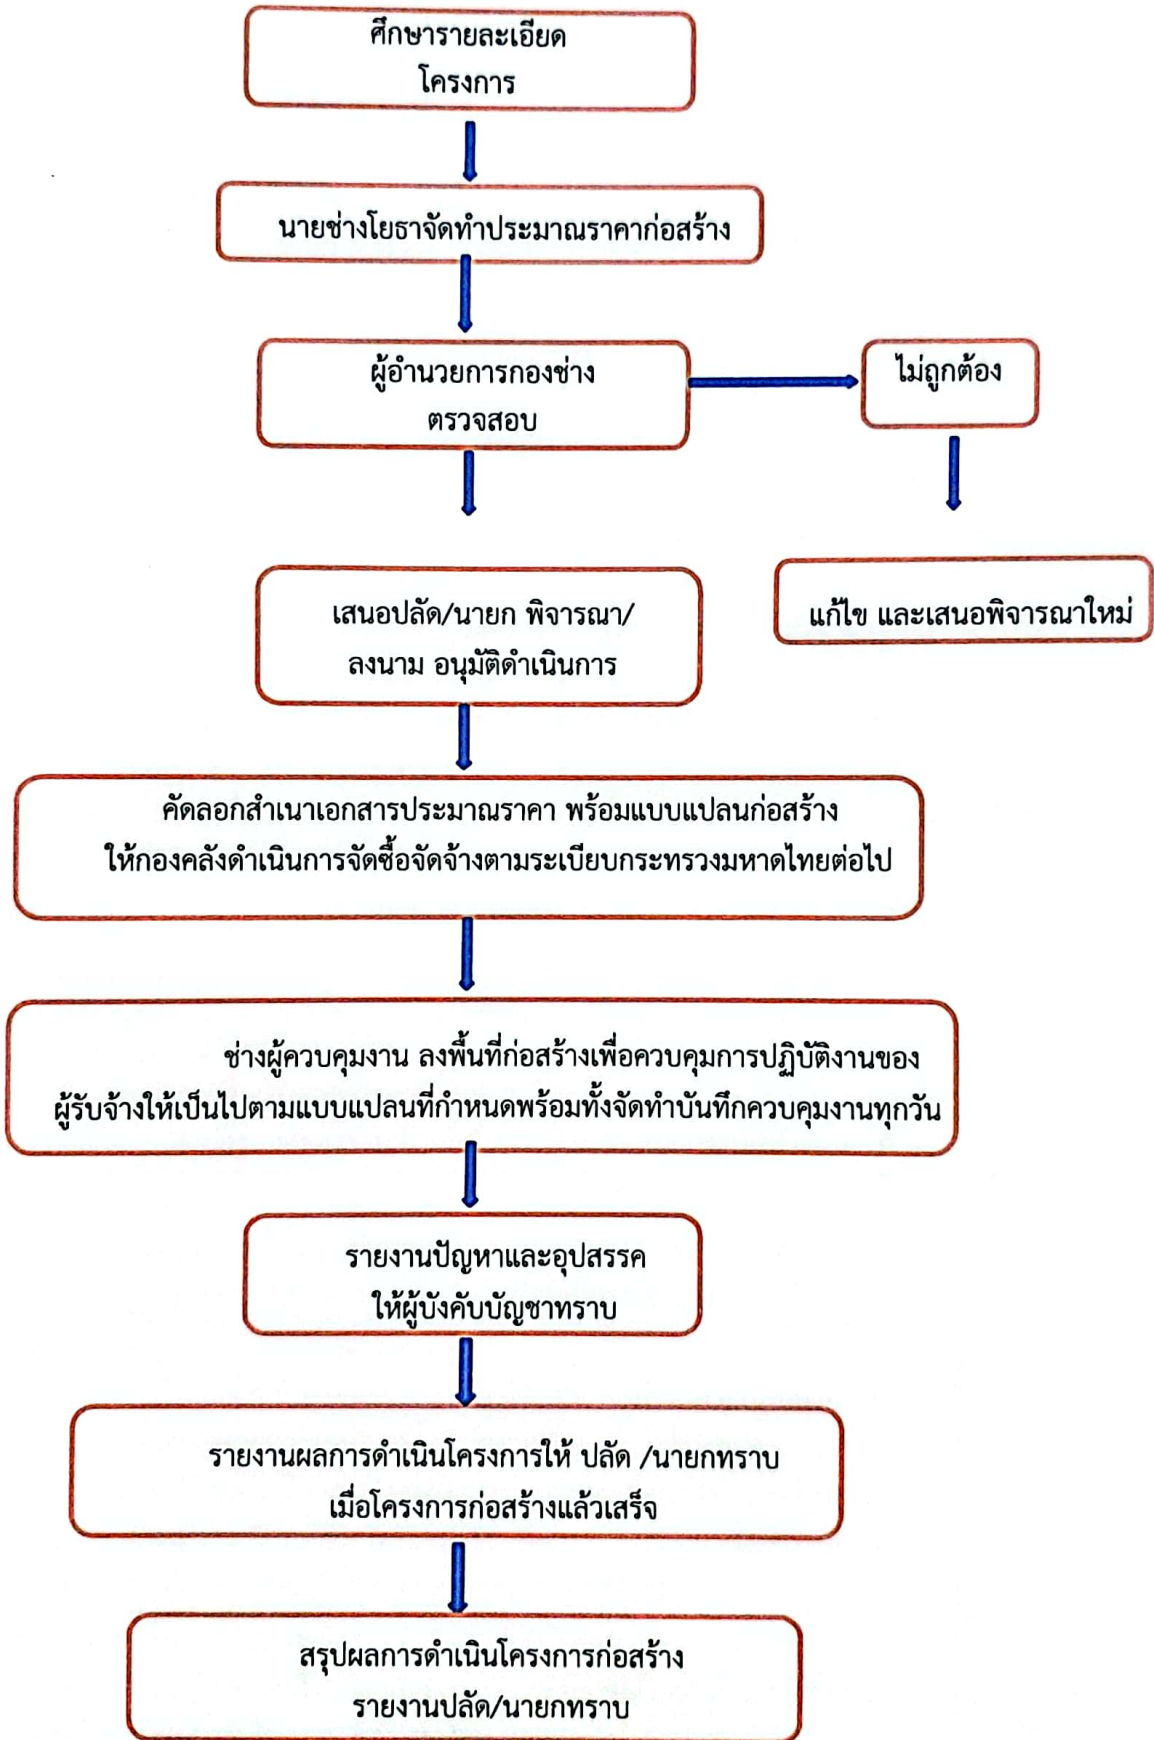 ศึกษารายละเอียด
โครงการ
นายช่างโยธาจัดทำประมาณราคาก่อสร้าง
ผู้อำนวยการกองช่าง
ตรวจสอบ
ไม่ถูกต้อง
เสนอปลัด/นายก พิจารณา/
ลงนาม อนุมัติดำเนินการ
แก้ไข และเสนอพิจารณาใหม่
คัดลอกสำเนาเอกสารประมาณราคา พร้อมแบบแปลนก่อสร้าง
ให้กองคลังดำเนินการจัดซื้อจัดจ้างตามระเบียบกระทรวงมหาดไทยต่อไป
ช่างผู้ควบคุมงาน ลงพื้นที่ก่อสร้างเพื่อควบคุมการปฏิบัติงานของ
ผู้รับจ้างให้เป็นไปตามแบบแปลนที่กำหนดพร้อมทั้งจัดทำบันทึกควบคุมงานทุกวัน
รายงานปัญหาและอุปสรรค
ให้ผู้บังคับบัญชาทราบ
รายงานผลการดำเนินโครงการให้ ปลัด /นายกทราบ
เมื่อโครงการก่อสร้างแล้วเสร็จ
สรุปผลการดำเนินโครงการก่อสร้าง
รายงานปลัด/นายกทราบ